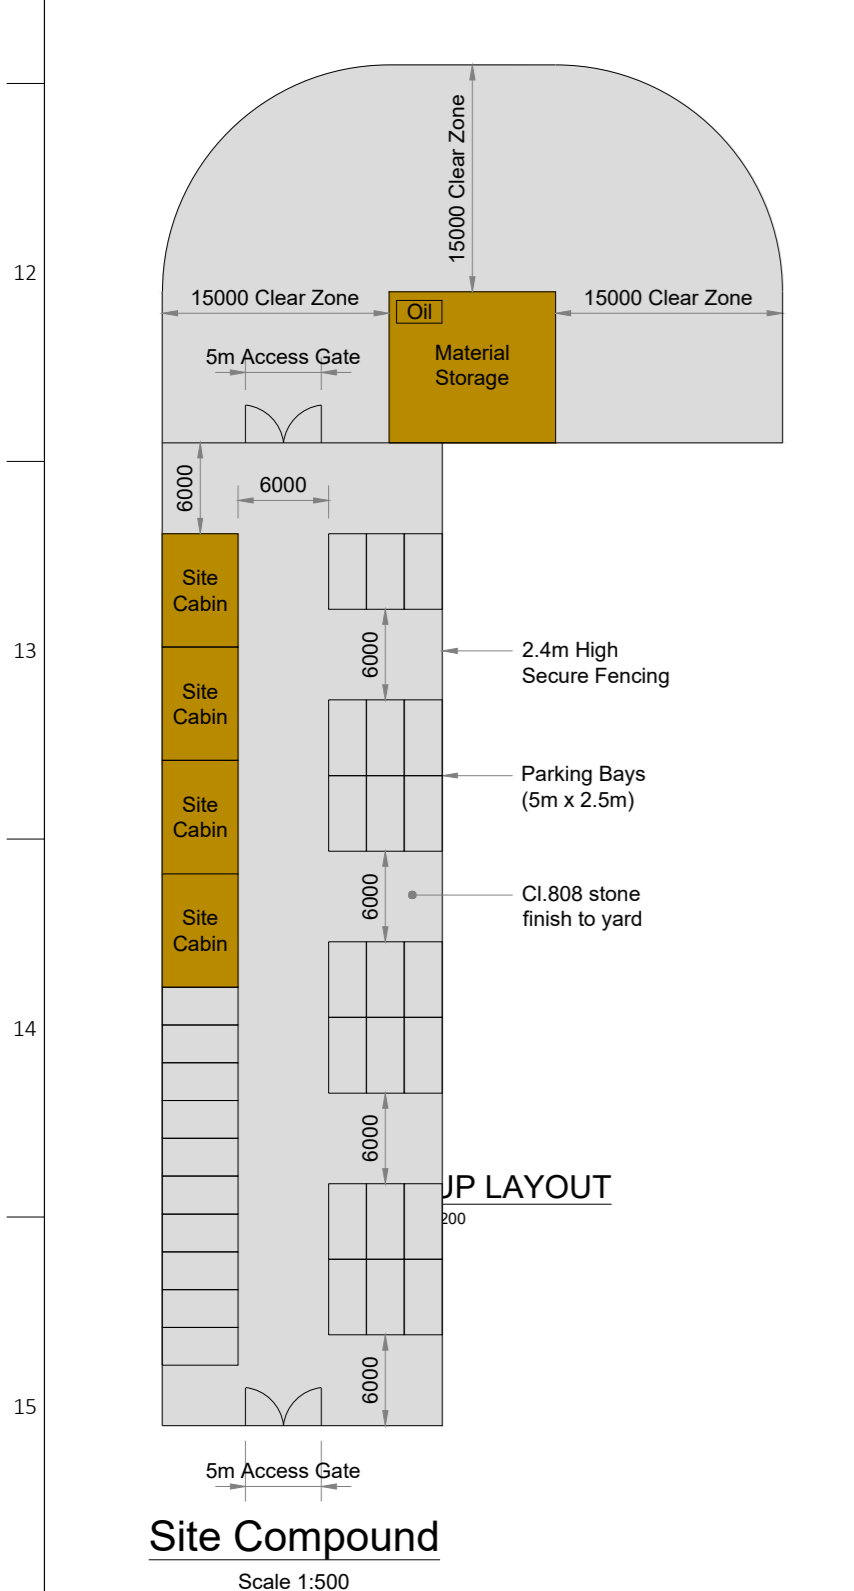 15000 Clear Zone
12
15000 Clear Zone
15000 Clear Zone
Oil
Material
Storage
5m Access Gate
6000
6000
Site
Cabin
6000
13
2.4m High
Secure Fencing
Site
Cabin
Parking Bays
(5m x 2.5m)
Site
Cabin
6000
Cl.808 stone
finish to yard
Site
Cabin
14
6000
UP LAYOUT
200
6000
15
5m Access Gate
Site Compound
Scale 1:500